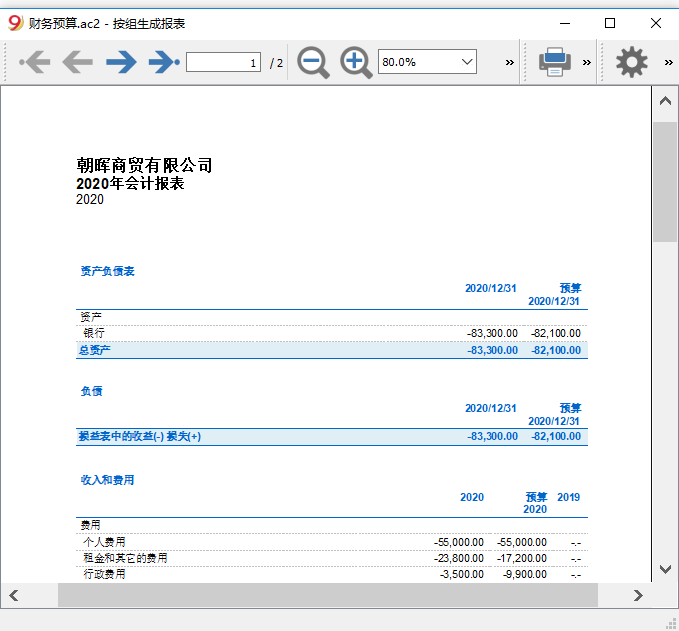 财务预算.ac2 - 按组生成报表
1 / 2 80.0% » » »
朝晖商贸有限公司
2020年会计报表
2020
资产负债表
2020/12/31 预算
2020/12/31
资产
银行 -83,300.00 -82,100.00
总资产 -83,300.00 -82,100.00
负债
2020/12/31 预算
2020/12/31
损益表中的收益(-) 损失(+) -83,300.00 -82,100.00
收入和费用
2020 预算 2019
2020
费用
个人费用 -55,000.00 -55,000.00 -.-
租金和其它的费用 -23,800.00 -17,200.00 -.-
行政费用 -3,500.00 -9,900.00 -.-